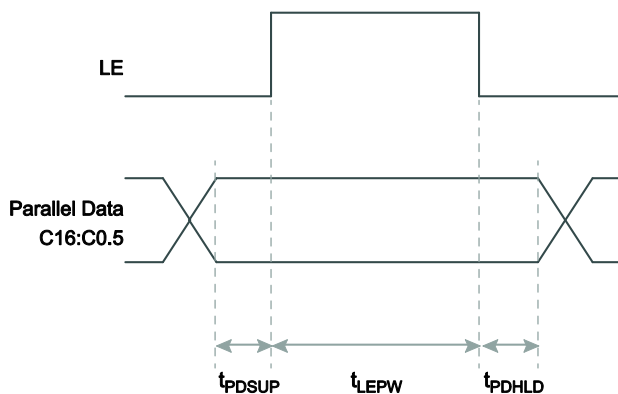 LE
Parallel Data
C16:C0.5
tPDSUP
tLEPW
tPDHLD